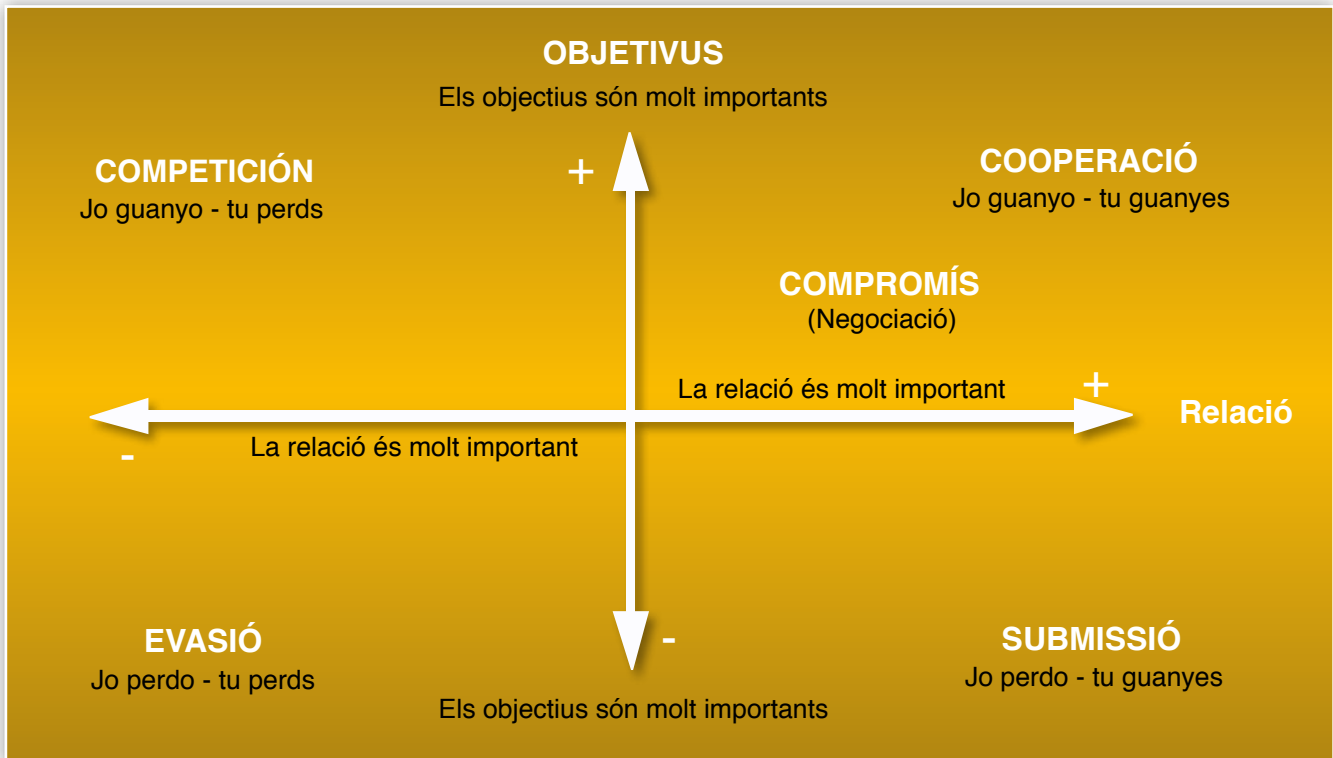 OBJETIVUS
Els objectius són molt importants
COMPETICIÓN
Jo guanyo - tu perds
+
COOPERACIÓ
Jo guanyo - tu guanyes
COMPROMÍS
(Negociació)
La relació és molt important
+
Relació
-
La relació és molt important
EVASIÓ
Jo perdo - tu perds
-
SUBMISSIÓ
Jo perdo - tu guanyes
Els objectius són molt importants